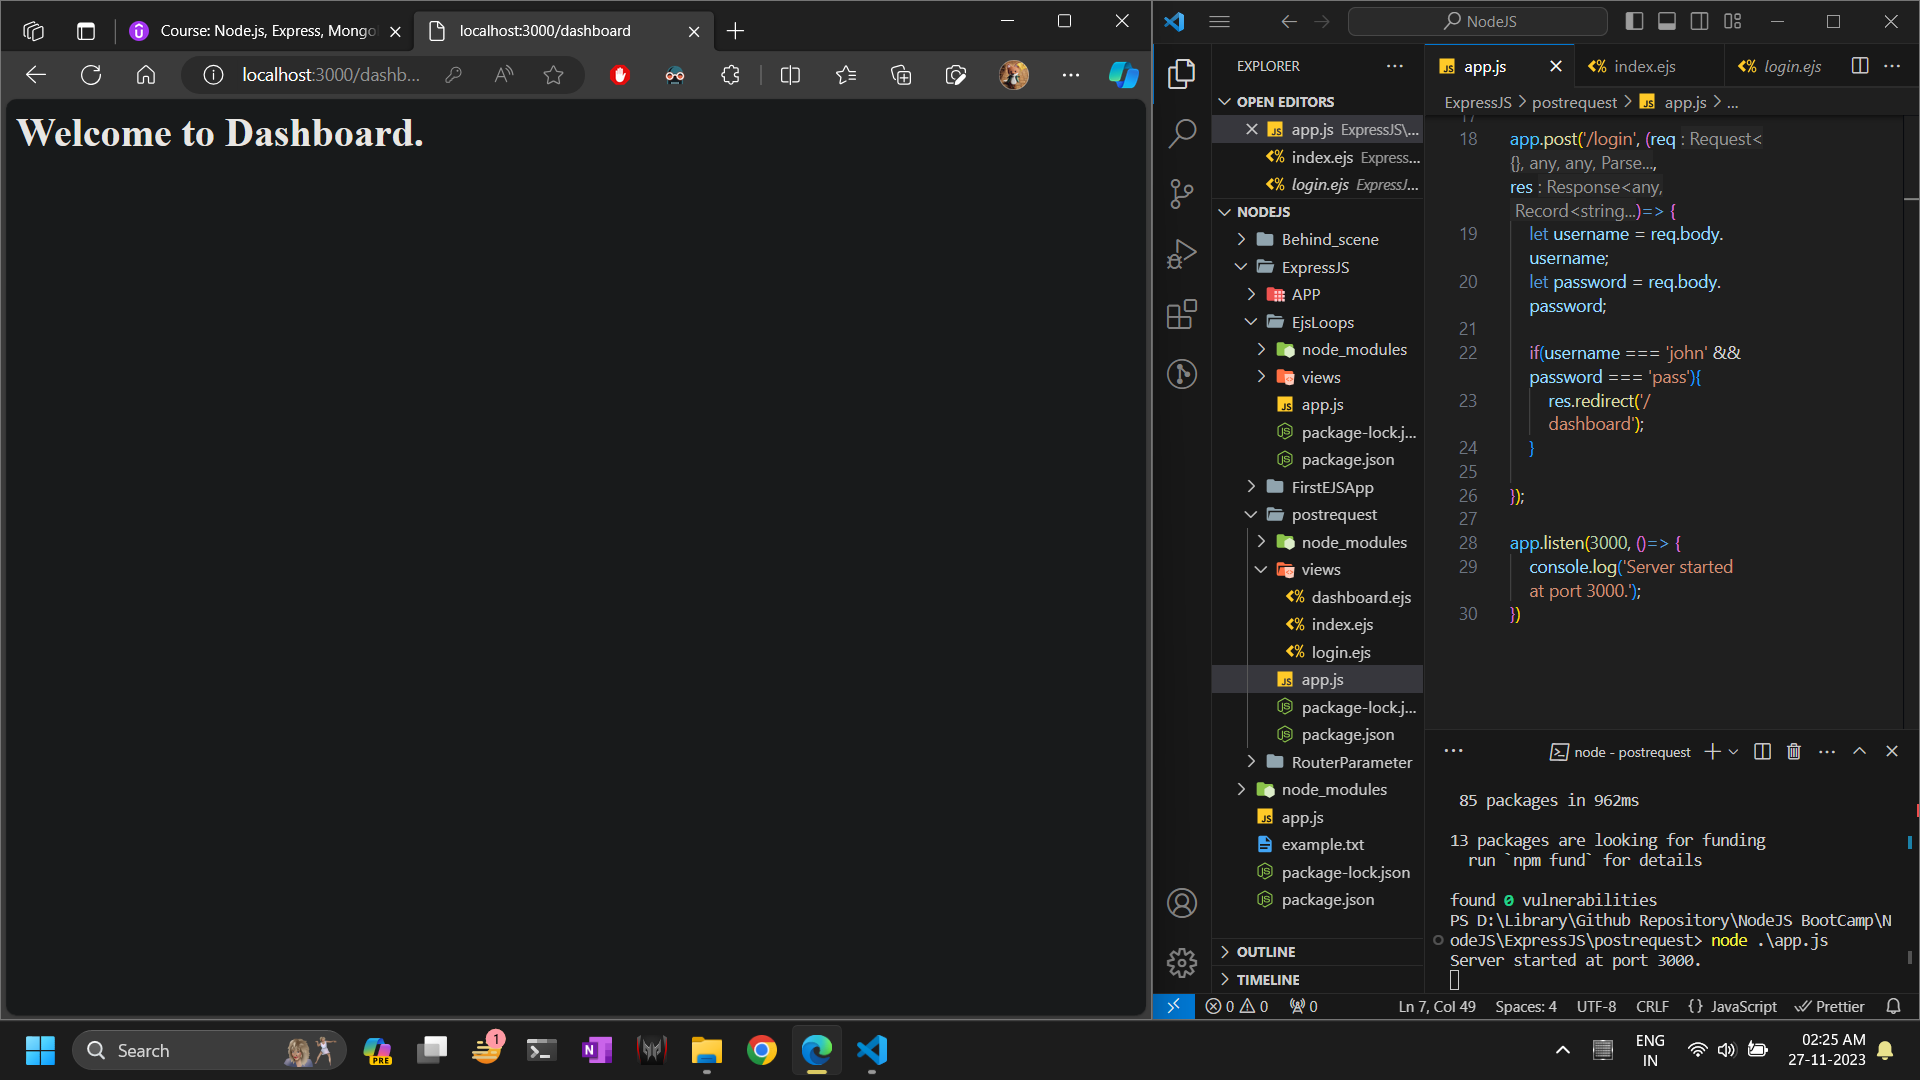 Course: Node.js, Express, Mongo
localhost:3000/dashboard
localhost:3000/dashb...
Welcome to Dashboard.
NodeJS
EXPLORER
OPEN EDITORS
app.js ExpressJS\...
index.ejs Express...
login.ejs ExpressJ...
NODEJS
Behind_scene
ExpressJS
APP
EjsLoops
node_modules
views
app.js
package-lock.j...
package.json
FirstEJSApp
postrequest
node_modules
views
dashboard.ejs
index.ejs
login.ejs
app.js
package-lock.j...
package.json
RouterParameter
node_modules
app.js
example.txt
package-lock.json
package.json
OUTLINE
TIMELINE
app.js
index.ejs
login.ejs
ExpressJS > postrequest > app.js > ...
17
18 app.post('/login', (req : Request<
{}, any, any, Parse...,
res : Response<any,
Record<string...)=> {
19 let username = req.body.
username;
20 let password = req.body.
password;
21
22 if(username === 'john' &&
password === 'pass'){
23 res.redirect('/
dashboard');
24 }
25
26 });
27
28 app.listen(3000, ()=> {
29 console.log('Server started
at port 3000.');
30 })
node - postrequest
85 packages in 962ms
13 packages are looking for funding
run `npm fund` for details
found 0 vulnerabilities
PS D:\Library\Github Repository\NodeJS BootCamp\N
odeJS\ExpressJS\postrequest> node .\app.js
Server started at port 3000.
0 0 0 Ln 7, Col 49 Spaces: 4 UTF-8 CRLF {} JavaScript Prettier
Search
PRE
1
ENG
IN
02:25 AM
27-11-2023